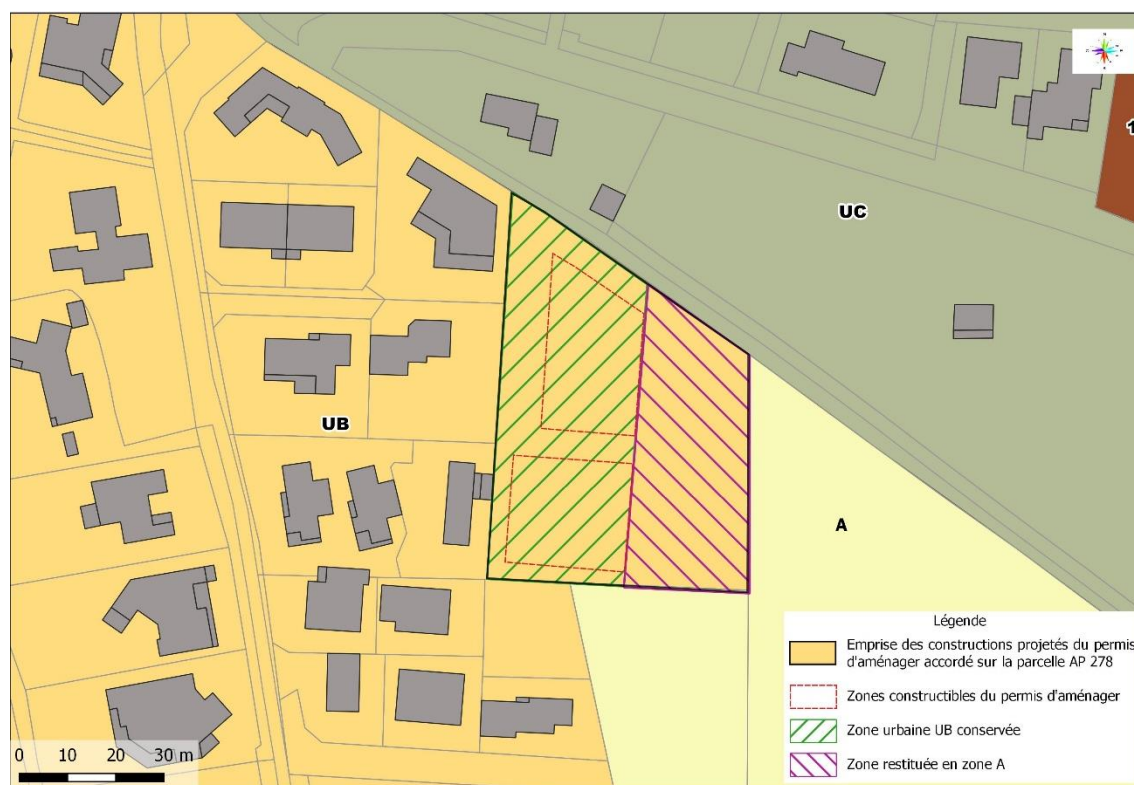 UC
1
UB
A
Légende
Emprise des constructions projetés du permis
d'aménager accordé sur la parcelle AP 278
Zones constructibles du permis d'aménager
Zone urbaine UB conservée
Zone restituée en zone A
0 10 20 30 m